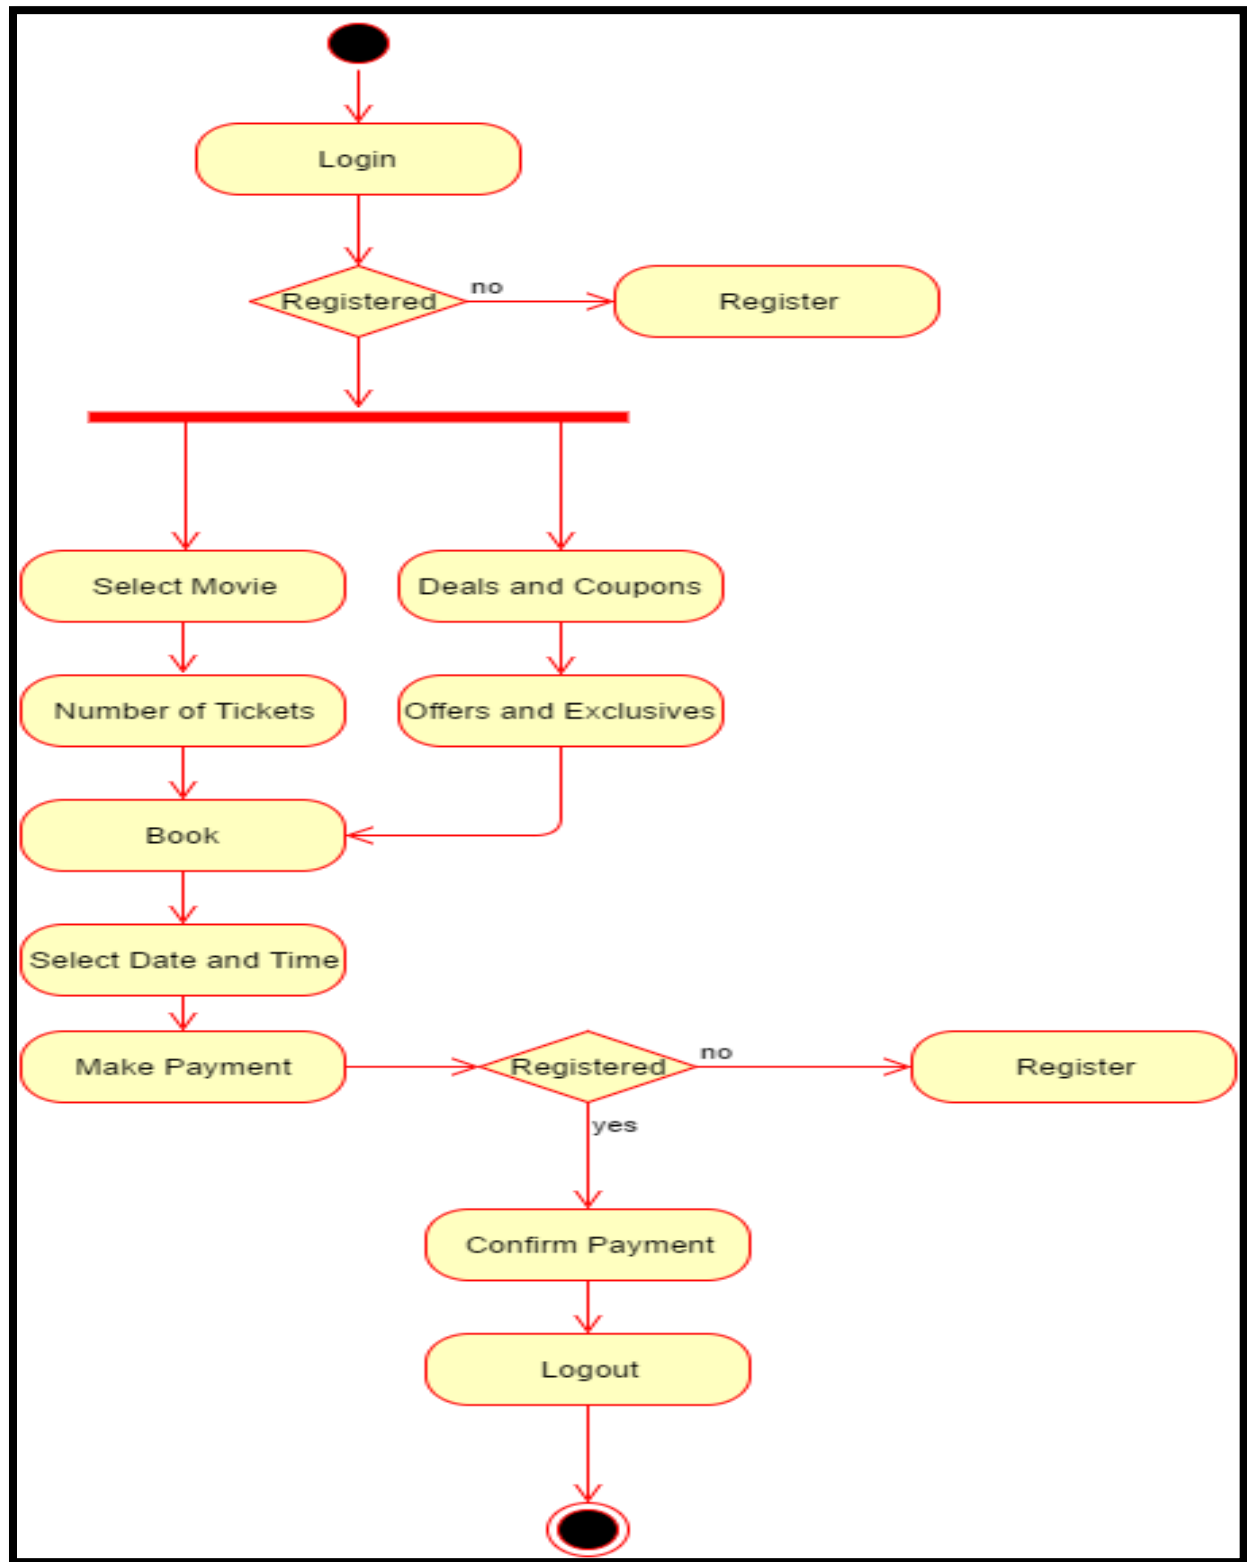 Login
Registered
no
Register
Select Movie
Deals and Coupons
Number of Tickets
Offers and Exclusives
Book
Select Date and Time
Make Payment
Registered
no
Register
yes
Confirm Payment
Logout